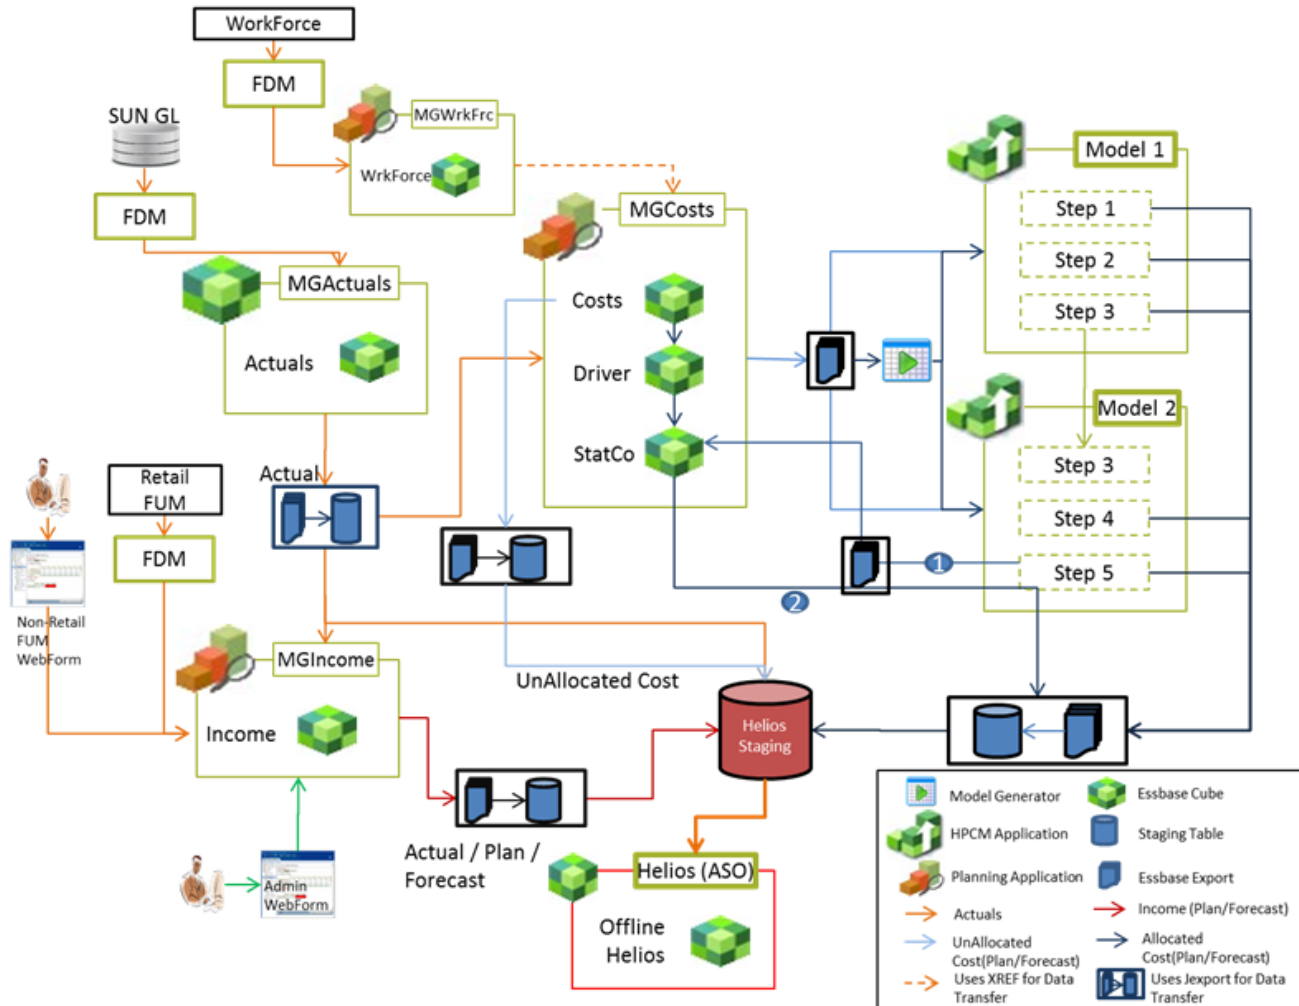 WorkForce
FDM
MGWrkFrc
WrkForce
SUN GL
FDM
MGActuals
Actuals
MGCosts
Costs
Driver
StatCo
Model 1
Step 1
Step 2
Step 3
Model 2
Step 3
Step 4
Step 5
1
2
Actual
Retail
FUM
FDM
Non-Retail
FUM
WebForm
MGIncome
Income
UnAllocated Cost
Helios
Staging
Admin
WebForm
Actual / Plan /
Forecast
Helios (ASO)
Offline
Helios
Model Generator
Essbase Cube
HPCM Application
Staging Table
Planning Application
Essbase Export
Actuals
Income (Plan/Forecast)
UnAllocated
Cost(Plan/Forecast)
Allocated
Cost(Plan/Forecast)
Uses XREF for Data
Transfer
Uses Jexport for Data
Transfer